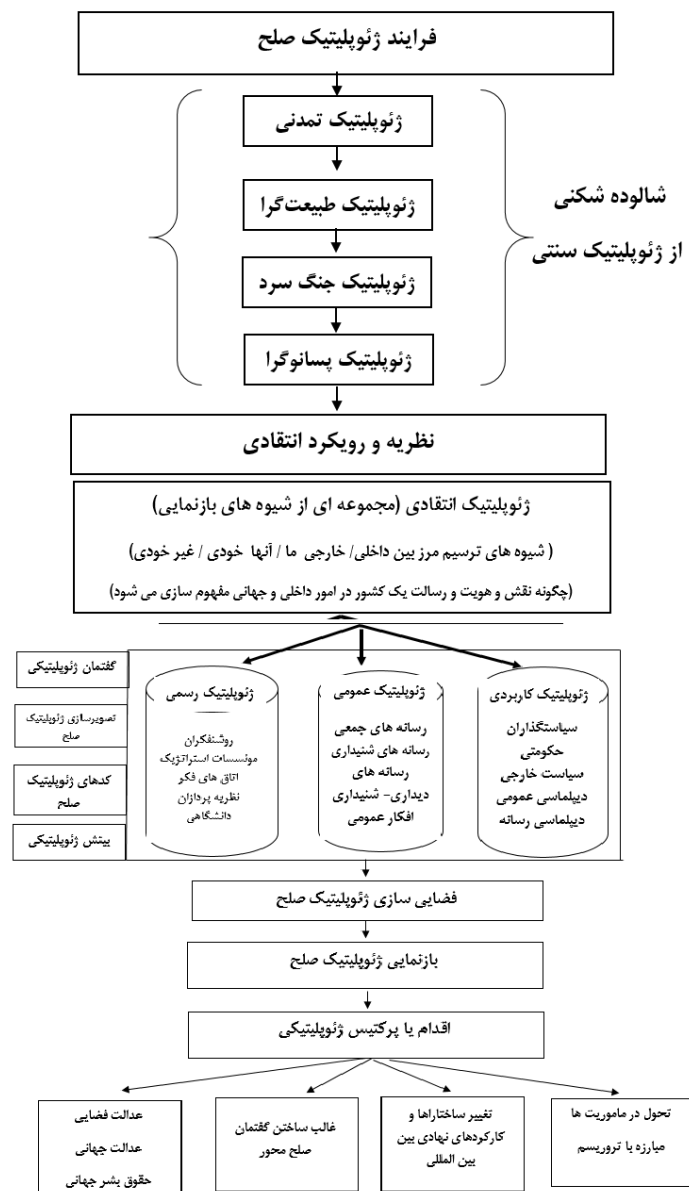 فرایند ژئوپلیتیک صلح
ژئوپلیتیک تمدنی
ژئوپلیتیک طبیعت‌گرا
ژئوپلیتیک جنگ سرد
ژئوپلیتیک پسانوگرا
شالوده شکنی
از ژئوپلیتیک سنتی
نظریه و رویکرد انتقادی
ژئوپلیتیک انتقادی (مجموعه ای از شیوه های بازنمایی)
( شیوه های ترسیم مرز بین داخلی/ خارجی ما / آنها خودی / غیر خودی)
(چگونه نقش و هویت و رسالت یک کشور در امور داخلی و جهانی مفهوم سازی می شود)
ژئوپلیتیک کاربردی
سیاستگذاران
حکومتی
سیاست خارجی
دیپلماسی عمومی
دیپلماسی رسانه
ژئوپلیتیک عمومی
رسانه های جمعی
رسانه های شنیداری
رسانه های
دیداری- شنیداری
افکار عمومی
ژئوپلیتیک رسمی
روشنفکران
مونسسات استراتژیک
اتاق های فکر
نظریه پردازان
دانشگاهی
گفتمان ژئوپلیتیکی
تصویرسازی ژئوپلیتیک
صلح
کدهای ژئوپلیتیک
صلح
بیتش ژئوپلیتیکی
فضایی سازی ژئوپلیتیک صلح
بازنمایی ژئوپلیتیک صلح
اقدام یا پرکتیس ژئوپلیتیکی
تحول در ماموریت ها
مبارزه با تروریسم
تغییر ساختاراها و
کارکردهای نهادی بین
بین المللی
غالب ساختن گفتمان
صلح محور
عدالت فضایی
عدالت جهانی
حقوق بشر جهانی